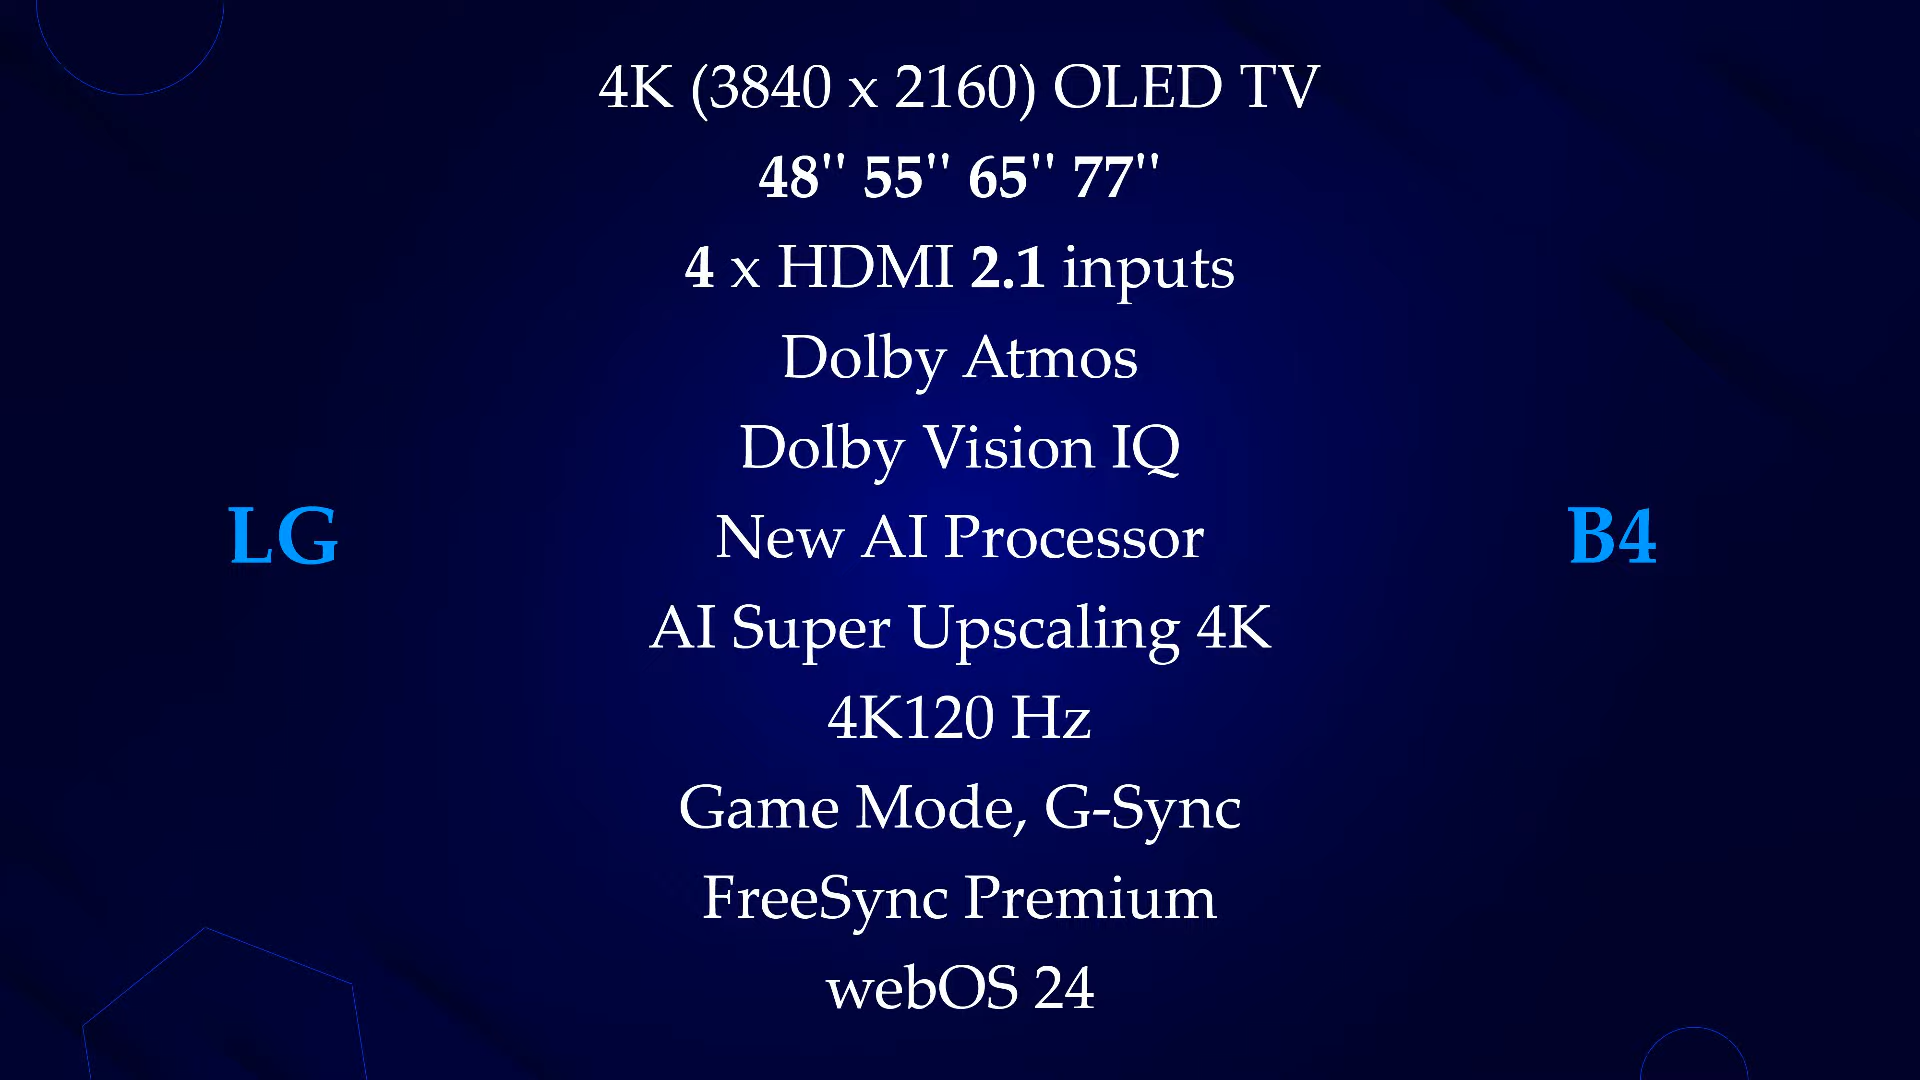 4K (3840 x 2160) OLED TV
48" 55" 65" 77"
4 x HDMI 2.1 inputs
Dolby Atmos
Dolby Vision IQ
LG
New AI Processor
B4
AI Super Upscaling 4K
4K120 Hz
Game Mode, G-Sync
FreeSync Premium
webOS 24